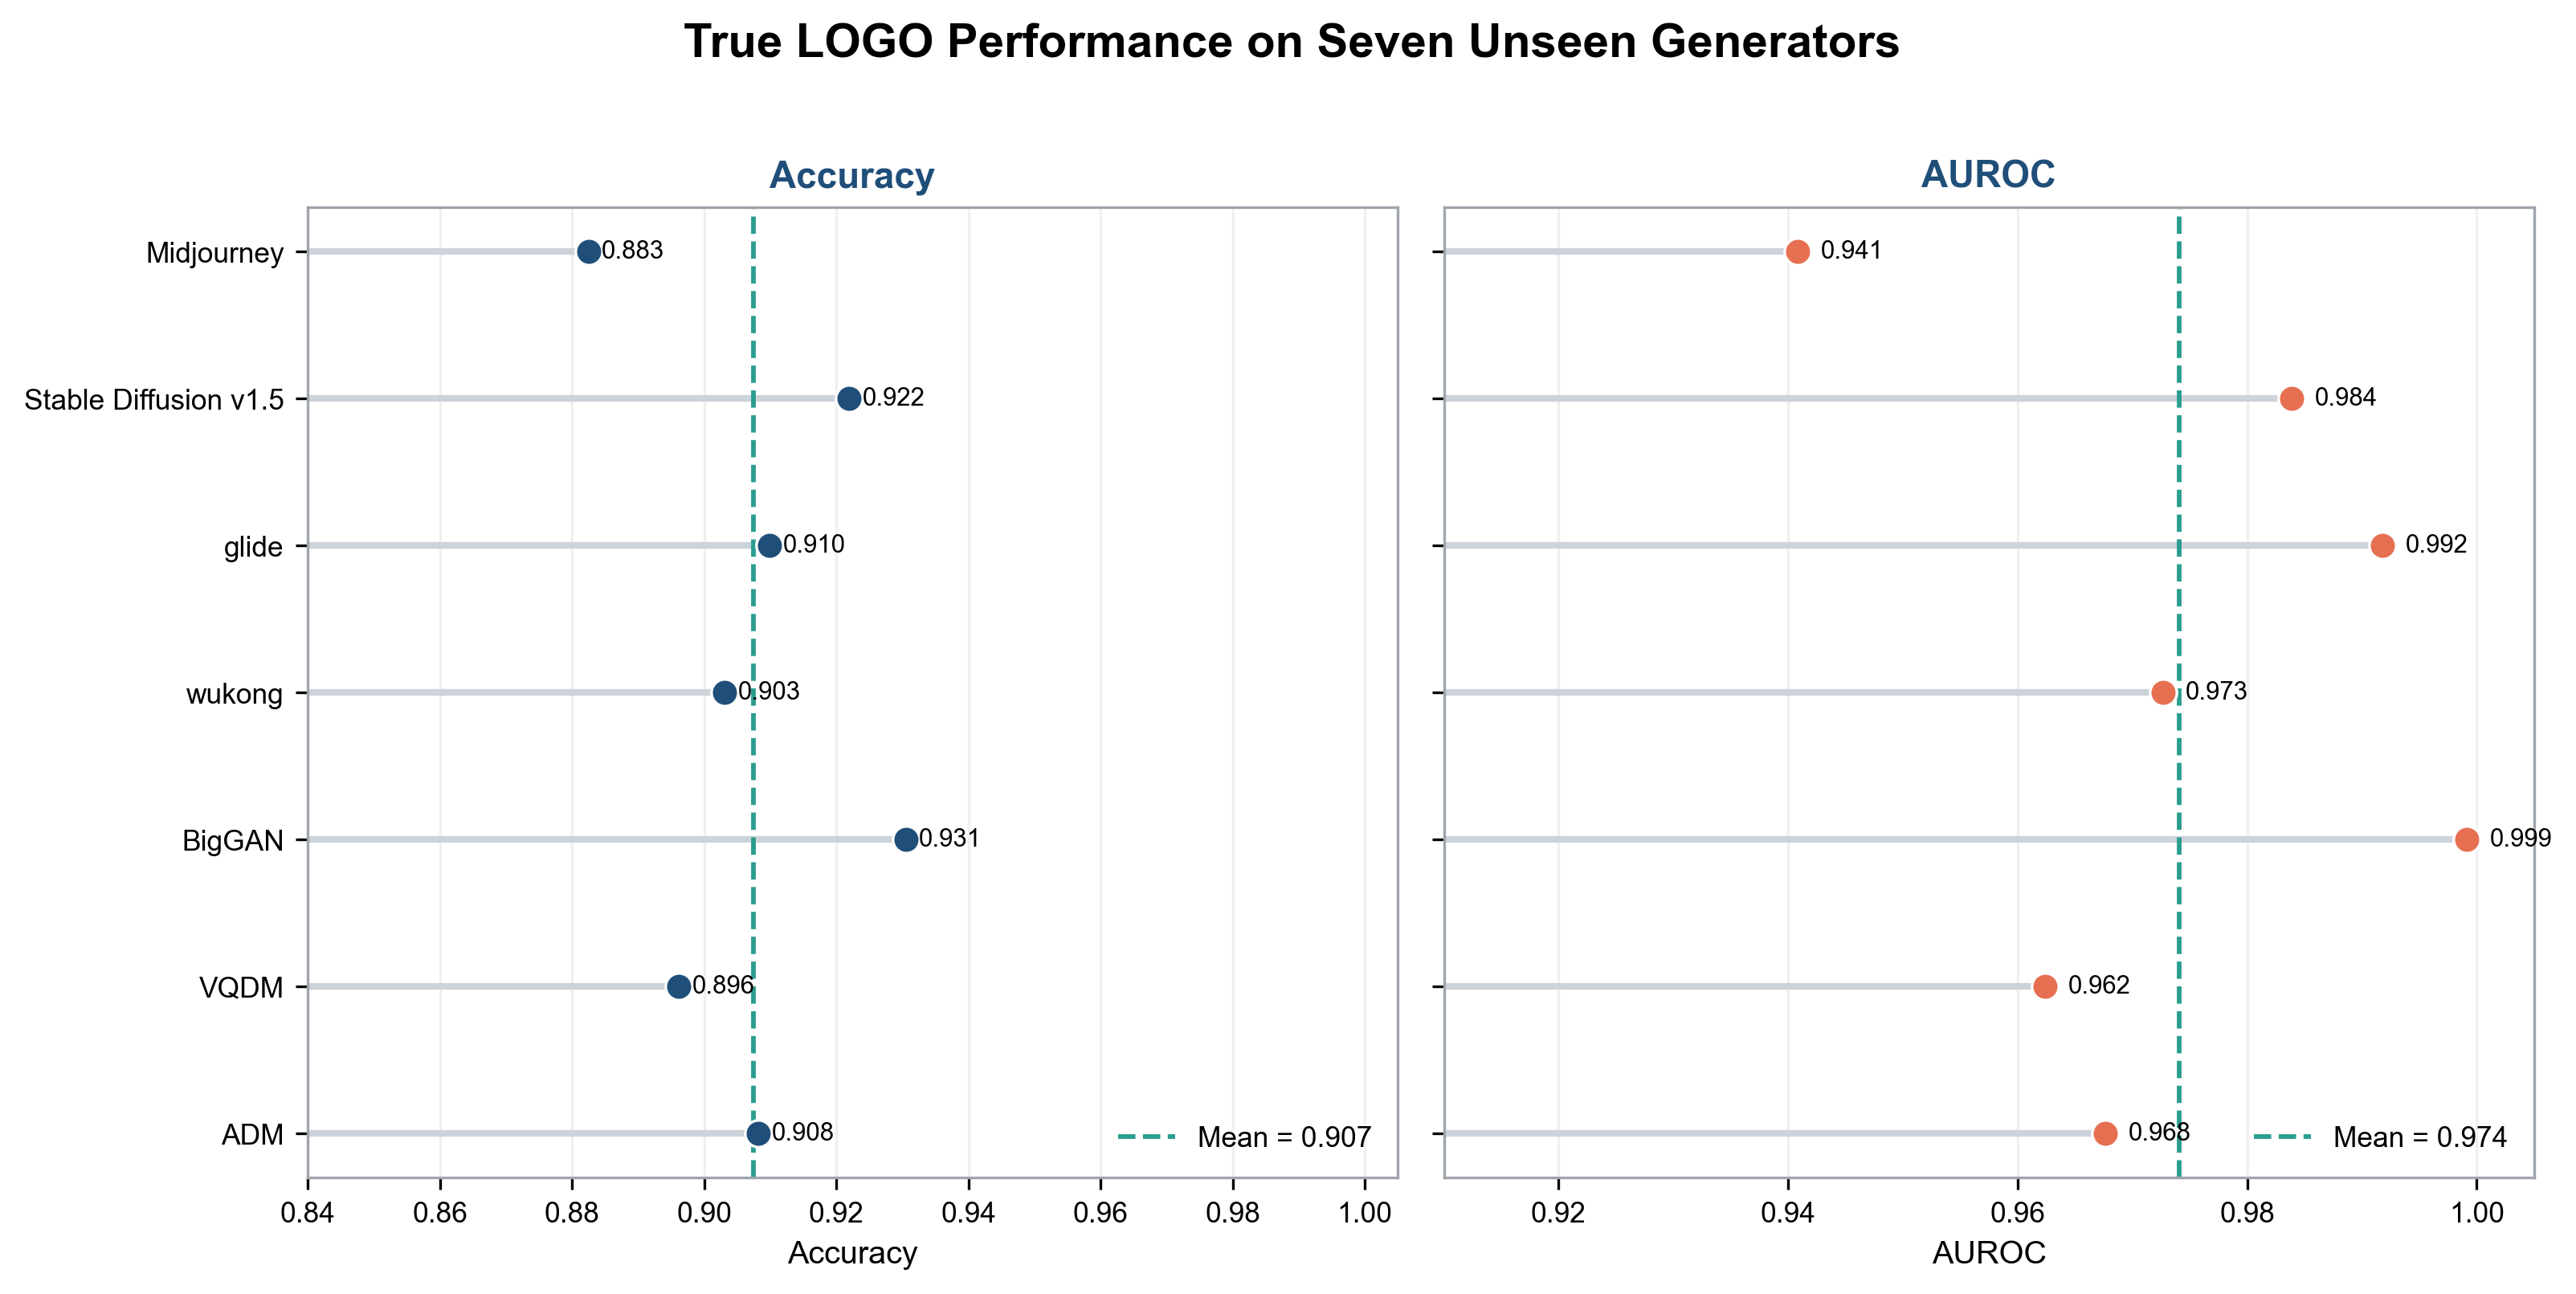 True LOGO Performance on Seven Unseen Generators
Accuracy
Midjourney
0.883
Stable Diffusion v1.5
0.922
glide
0.910
wukong
0.903
BigGAN
0.931
VQDM
0.896
ADM
0.908
Mean = 0.907
0.84 0.86 0.88 0.90 0.92 0.94 0.96 0.98 1.00
Accuracy
AUROC
0.941
0.984
0.992
0.973
0.999
0.962
0.968
Mean = 0.974
0.92 0.94 0.96 0.98 1.00
AUROC